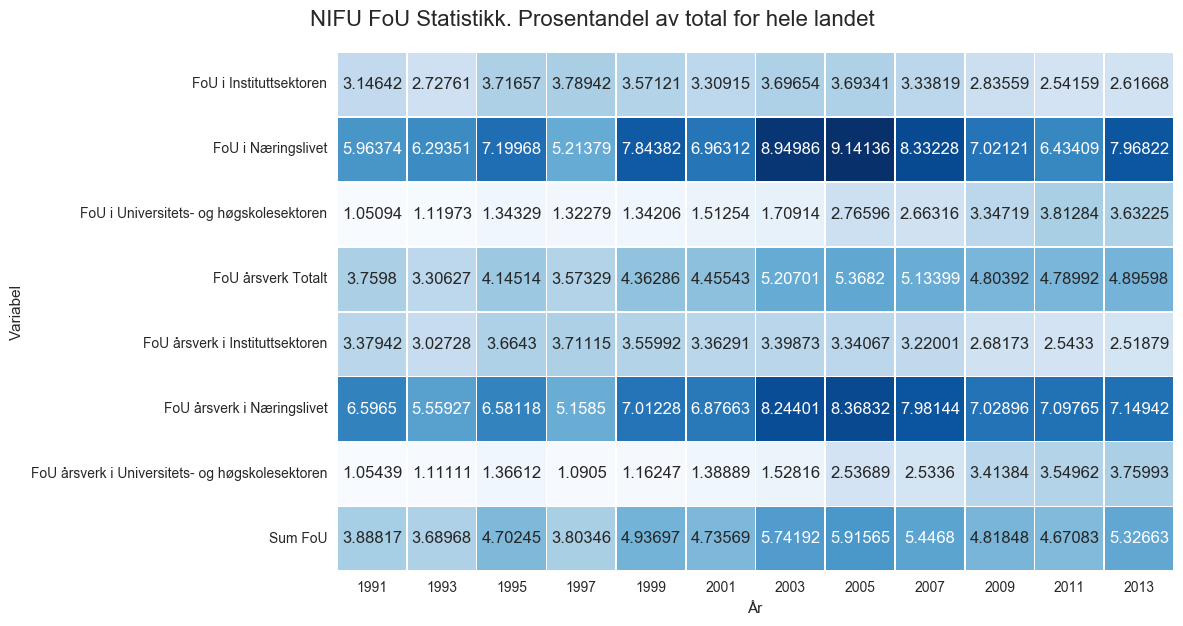 NIFU FoU Statistikk. Prosentandel av total for hele landet
FoU i Instituttsektoren 3.14642 2.72761 3.71657 3.78942 3.57121 3.30915 3.69654 3.69341 3.33819 2.83559 2.54159 2.61668
FoU i Næringslivet 5.96374 6.29351 7.19968 5.21379 7.84382 6.96312 8.94986 9.14136 8.33228 7.02121 6.43409 7.96822
FoU i Universitets- og høgskolesektoren 1.05094 1.11973 1.34329 1.32279 1.34206 1.51254 1.70914 2.76596 2.66316 3.34719 3.81284 3.63225
FoU årsverk Totalt 3.7598 3.30627 4.14514 3.57329 4.36286 4.45543 5.20701 5.3682 5.13399 4.80392 4.78992 4.89598
Variabel
FoU årsverk i Instituttsektoren 3.37942 3.02728 3.6643 3.71115 3.55992 3.36291 3.39873 3.34067 3.22001 2.68173 2.5433 2.51879
FoU årsverk i Næringslivet 6.5965 5.55927 6.58118 5.1585 7.01228 6.87663 8.24401 8.36832 7.98144 7.02896 7.09765 7.14942
FoU årsverk i Universitets- og høgskolesektoren 1.05439 1.11111 1.36612 1.0905 1.16247 1.38889 1.52816 2.53689 2.5336 3.41384 3.54962 3.75993
Sum FoU 3.88817 3.68968 4.70245 3.80346 4.93697 4.73569 5.74192 5.91565 5.4468 4.81848 4.67083 5.32663
1991 1993 1995 1997 1999 2001 2003 2005 2007 2009 2011 2013
År